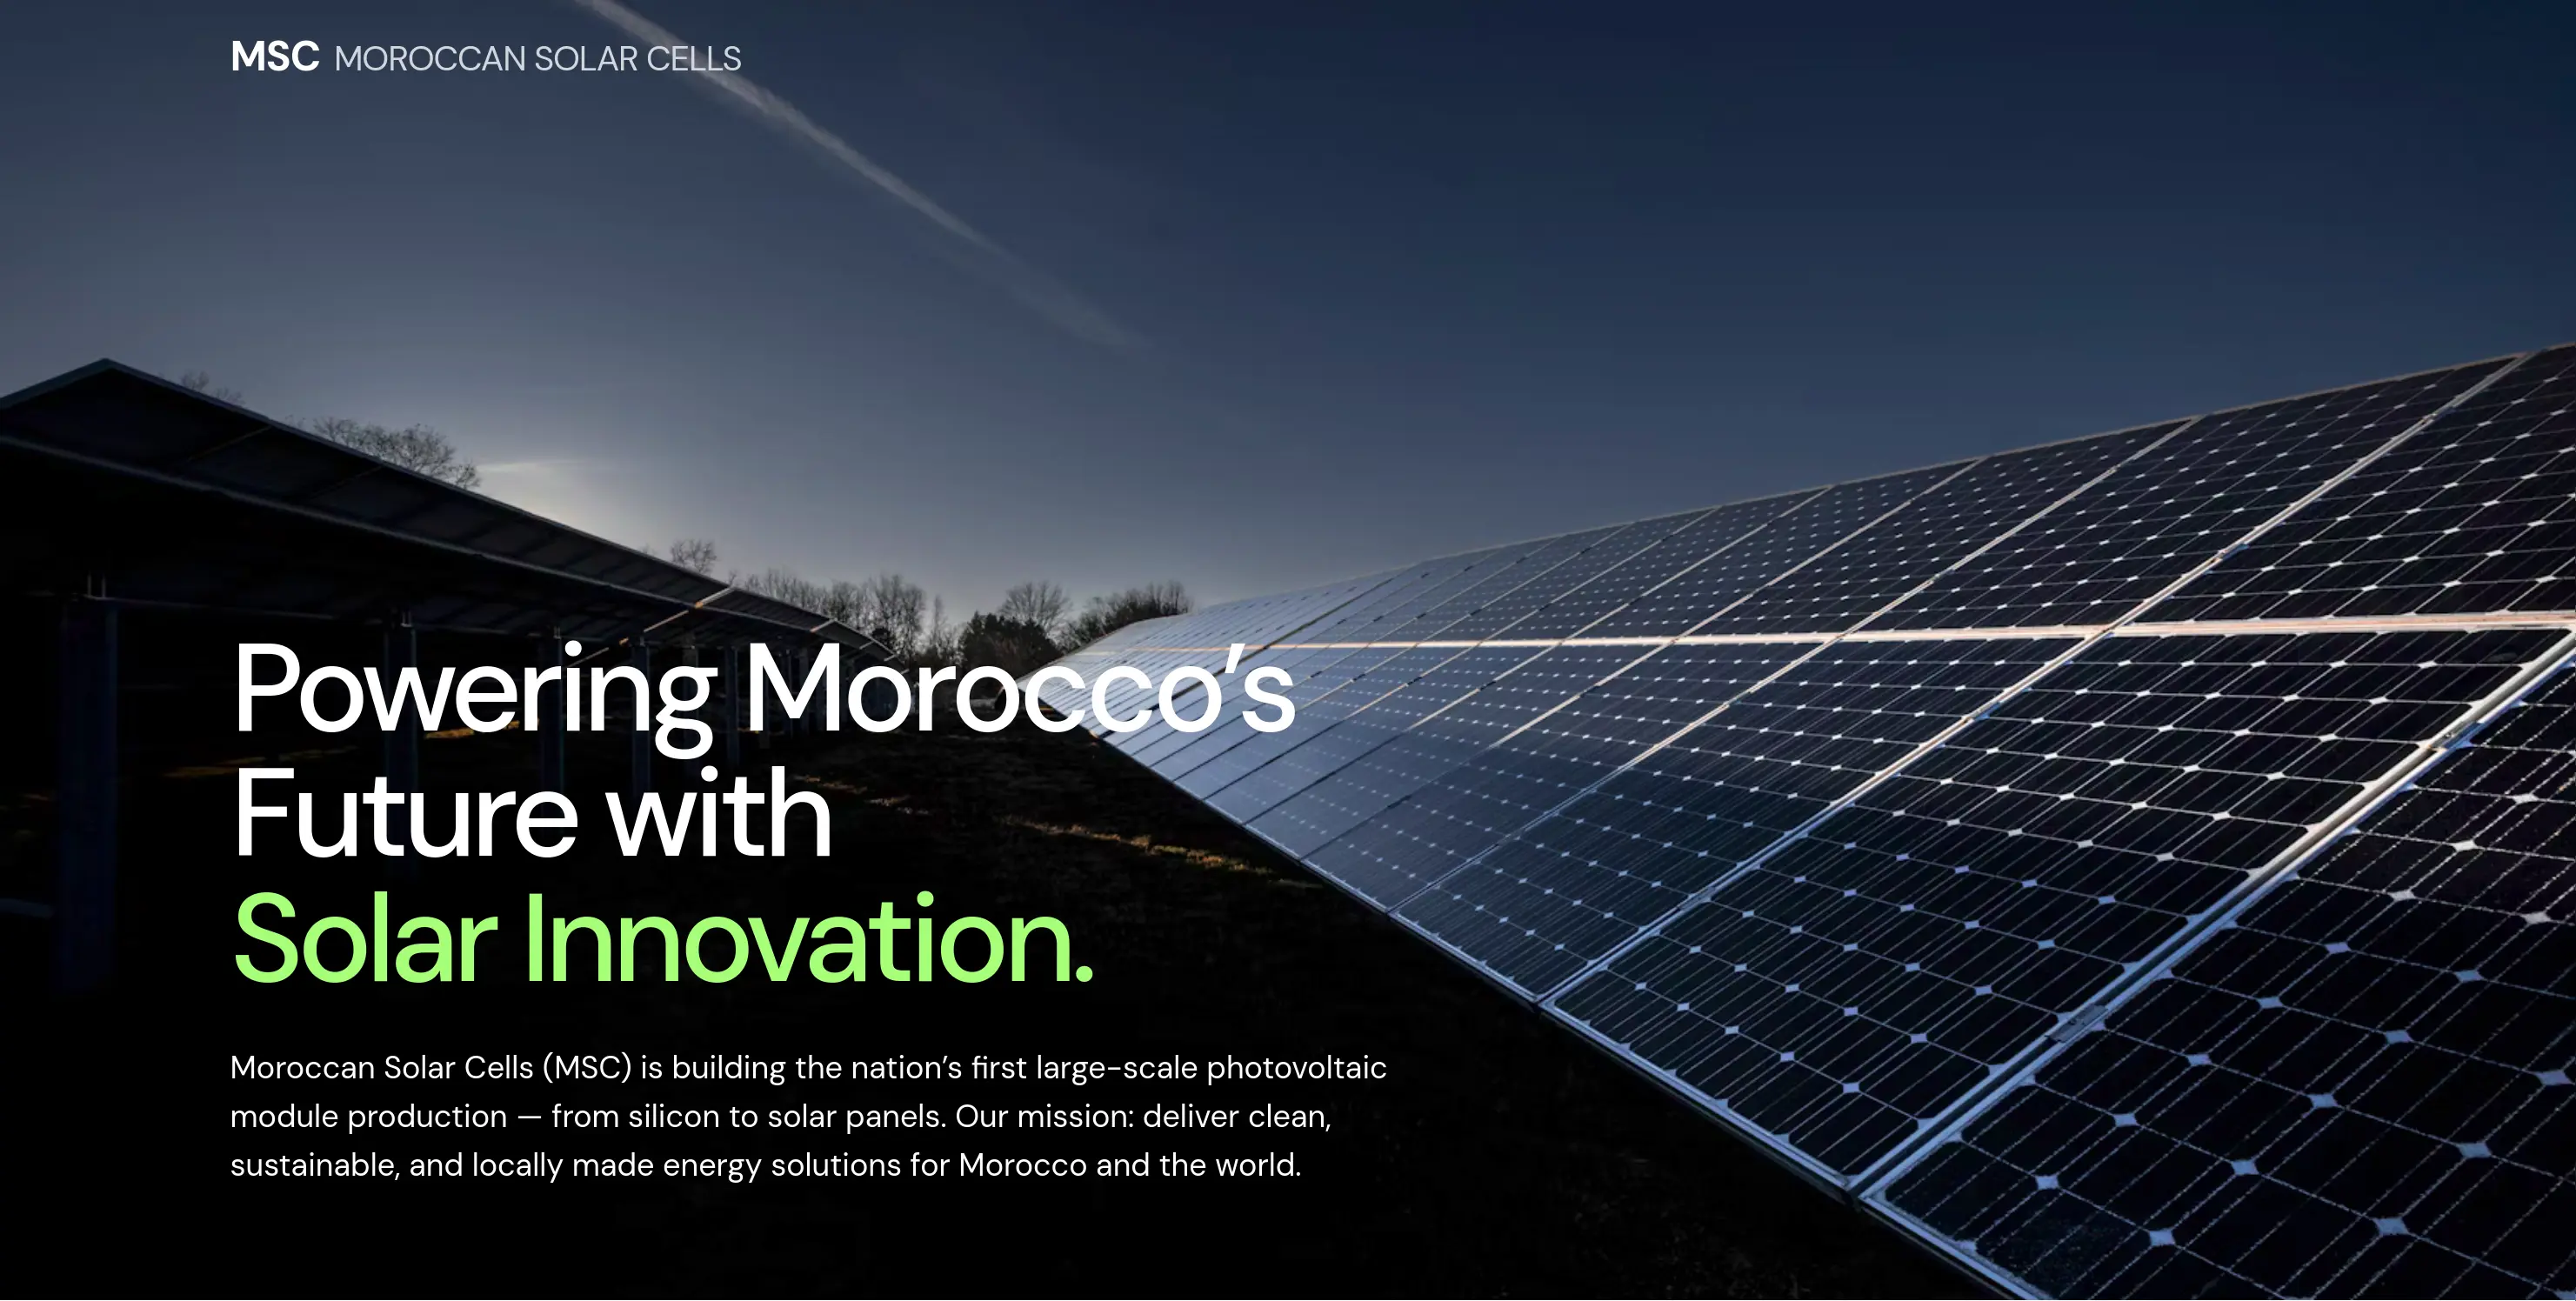 MSC MOROCCAN SOLAR CELLS
Powering Morocco’s
Future with
Solar Innovation.
Moroccan Solar Cells (MSC) is building the nation’s first large-scale photovoltaic
module production — from silicon to solar panels. Our mission: deliver clean,
sustainable, and locally made energy solutions for Morocco and the world.